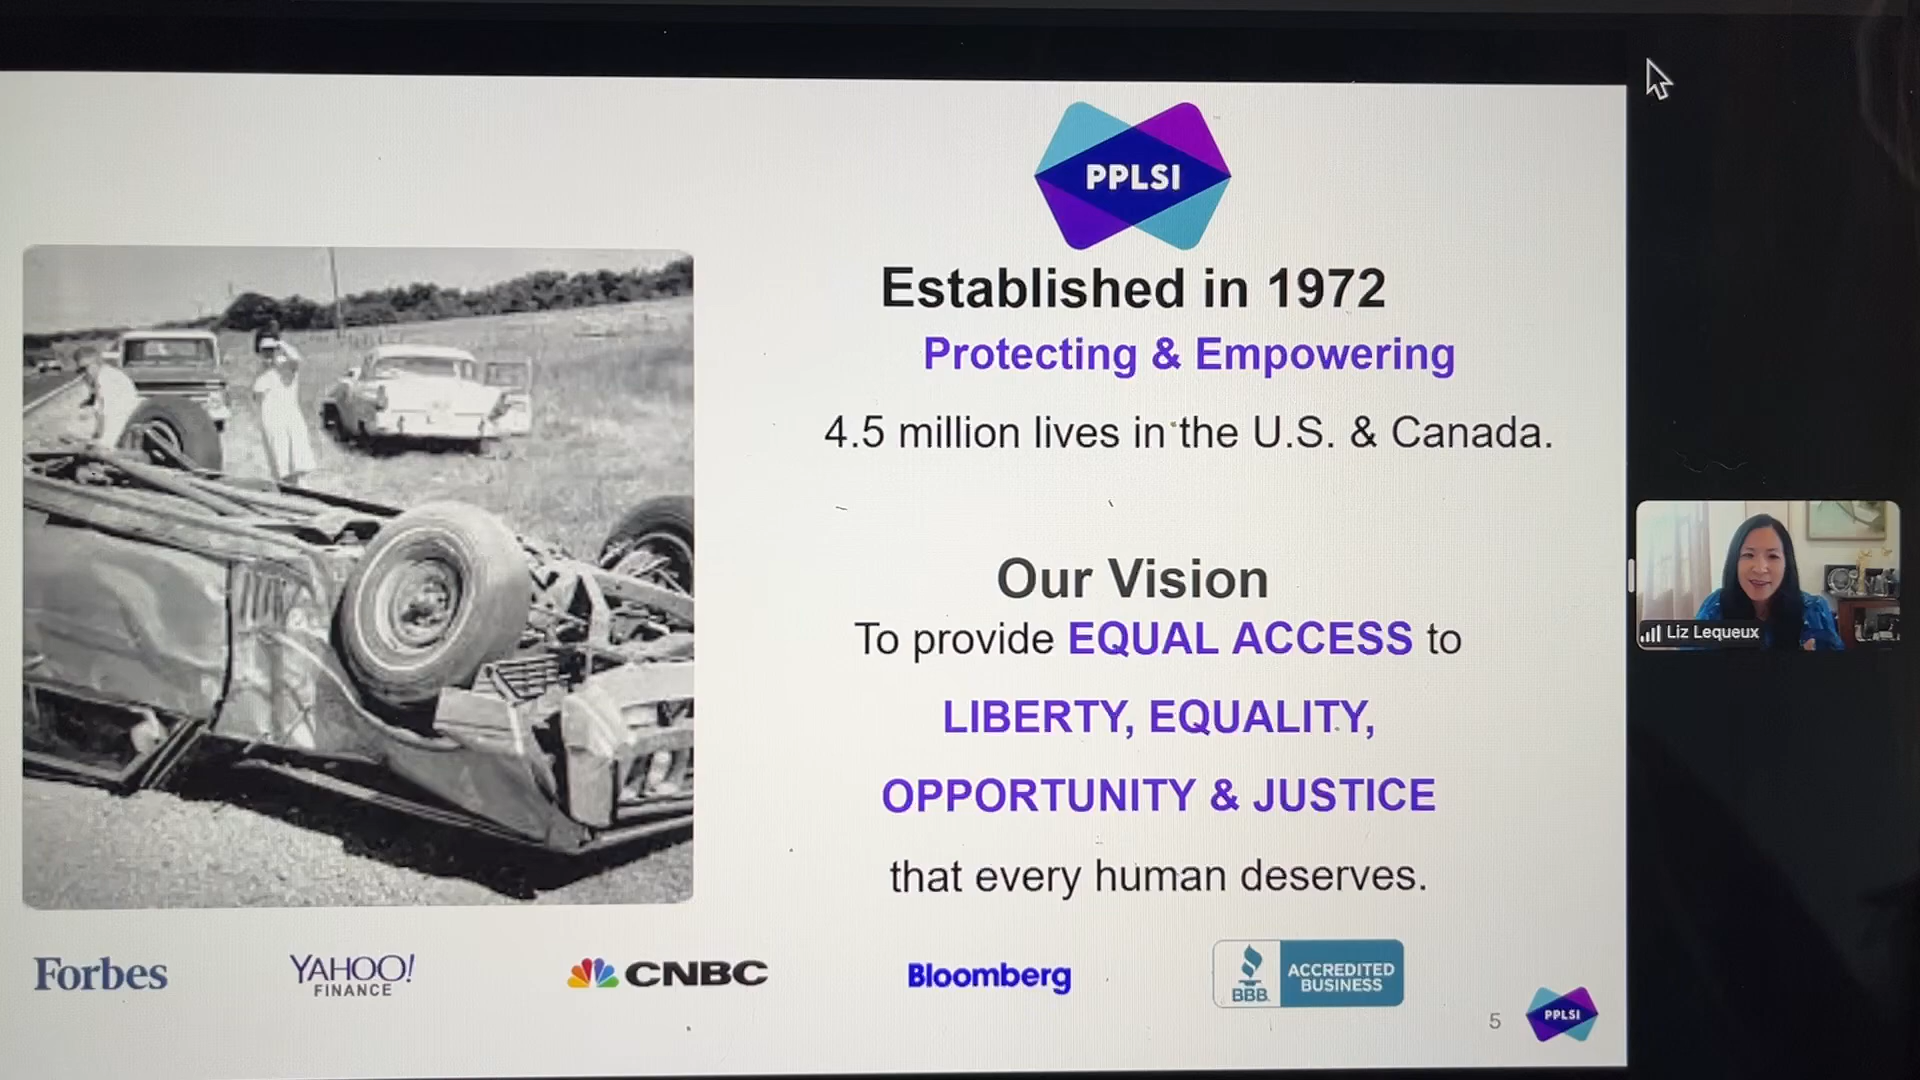 PPLSI
Established in 1972
Protecting & Empowering
4.5 million lives in the U.S. & Canada.
Our Vision
To provide EQUAL ACCESS to
LIBERTY, EQUALITY,
OPPORTUNITY & JUSTICE
that every human deserves.
Liz Lequeux
Forbes
YAHOO!
FINANCE
CNBC
Bloomberg
BBB.
ACCREDITED
BUSINESS
5
PPLSI